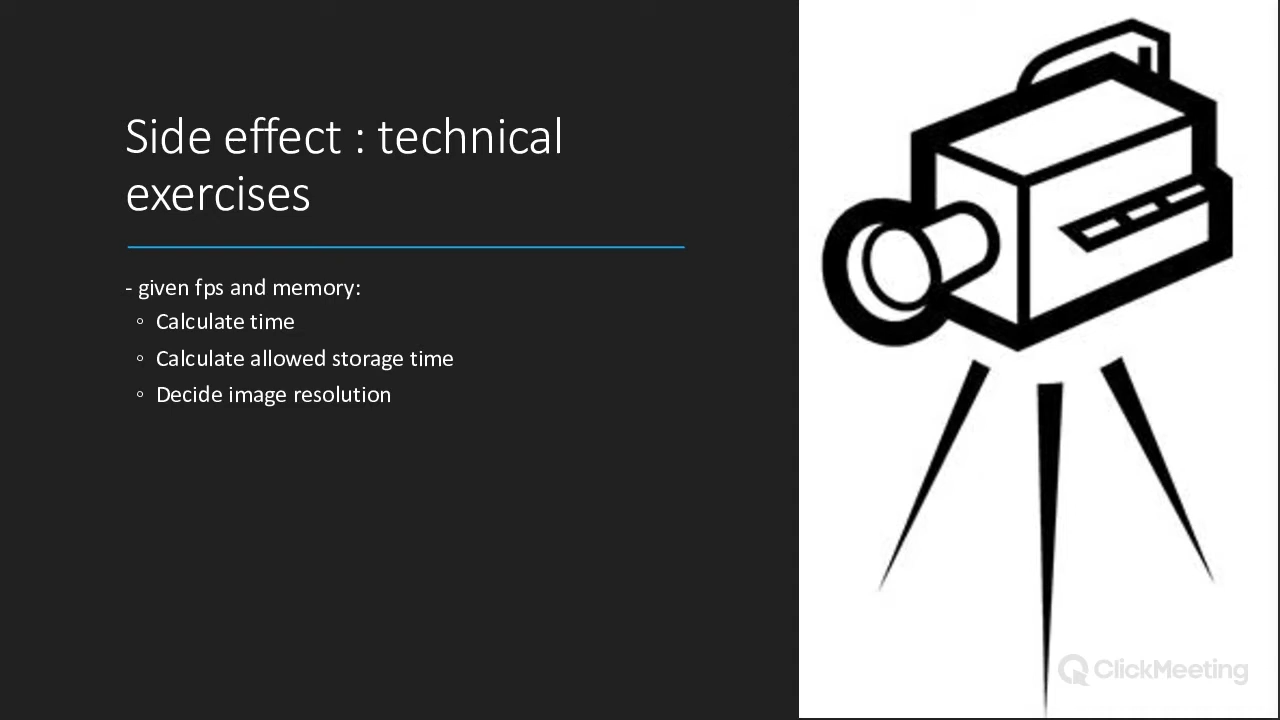 Side effect : technical
exercises
- given fps and memory:
◦ Calculate time
◦ Calculate allowed storage time
◦ Decide image resolution
ClickMeeting